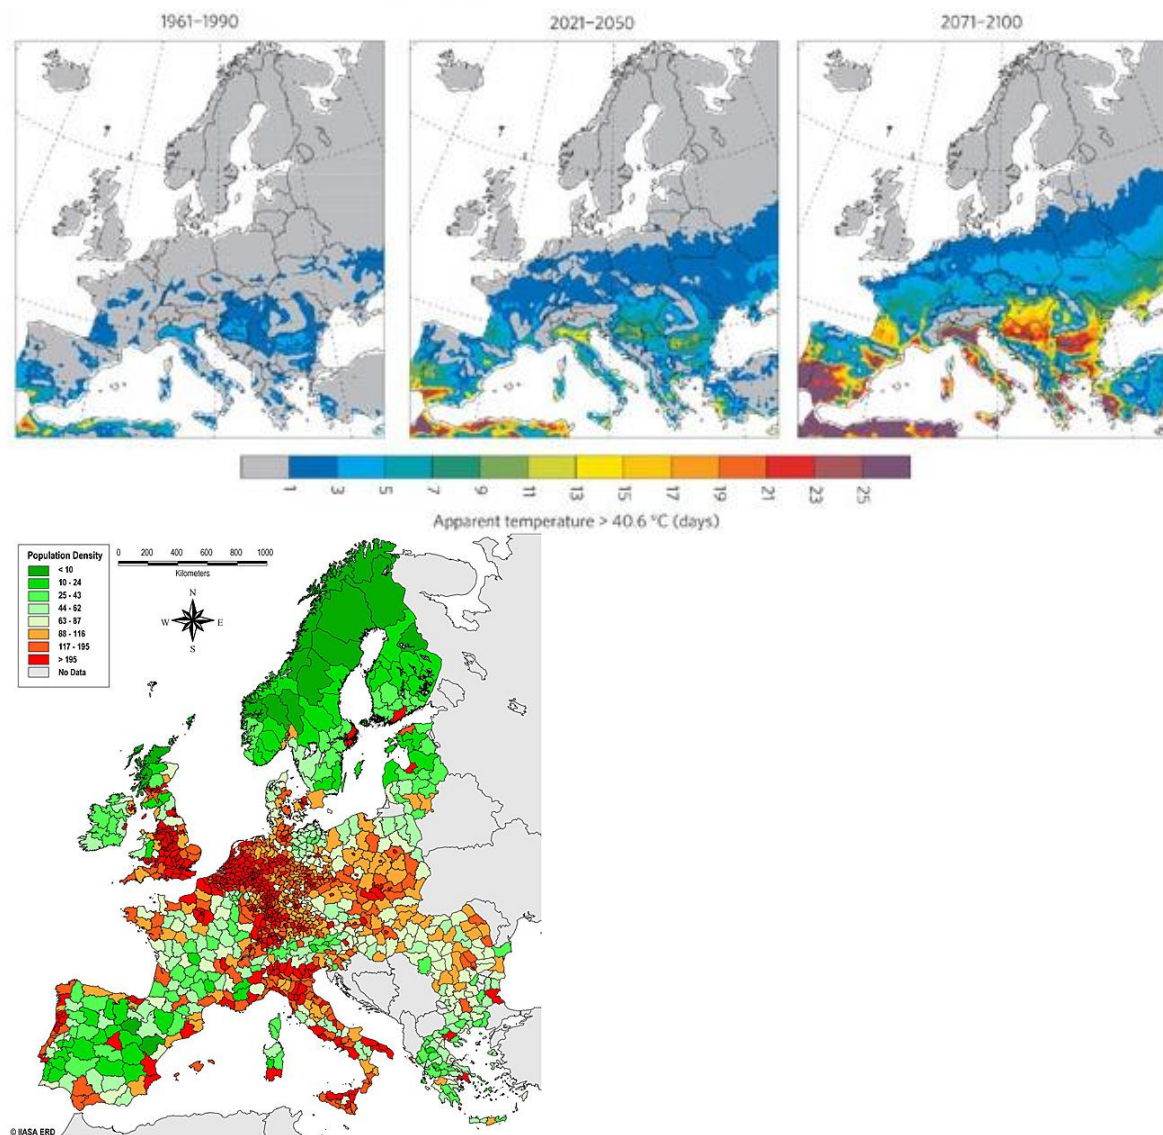 1961–1990 2021–2050 2071–2100
1 3 5 7 9 11 13 15 17 19 21 23 25
Apparent temperature > 40.6 °C (days)
Population Density
< 10
10 - 24
25 - 43
44 - 62
63 - 87
88 - 116
117 - 195
> 195
No Data
0 200 400 600 800 1000
Kilometers
N
W E
S
© IIASA ERD